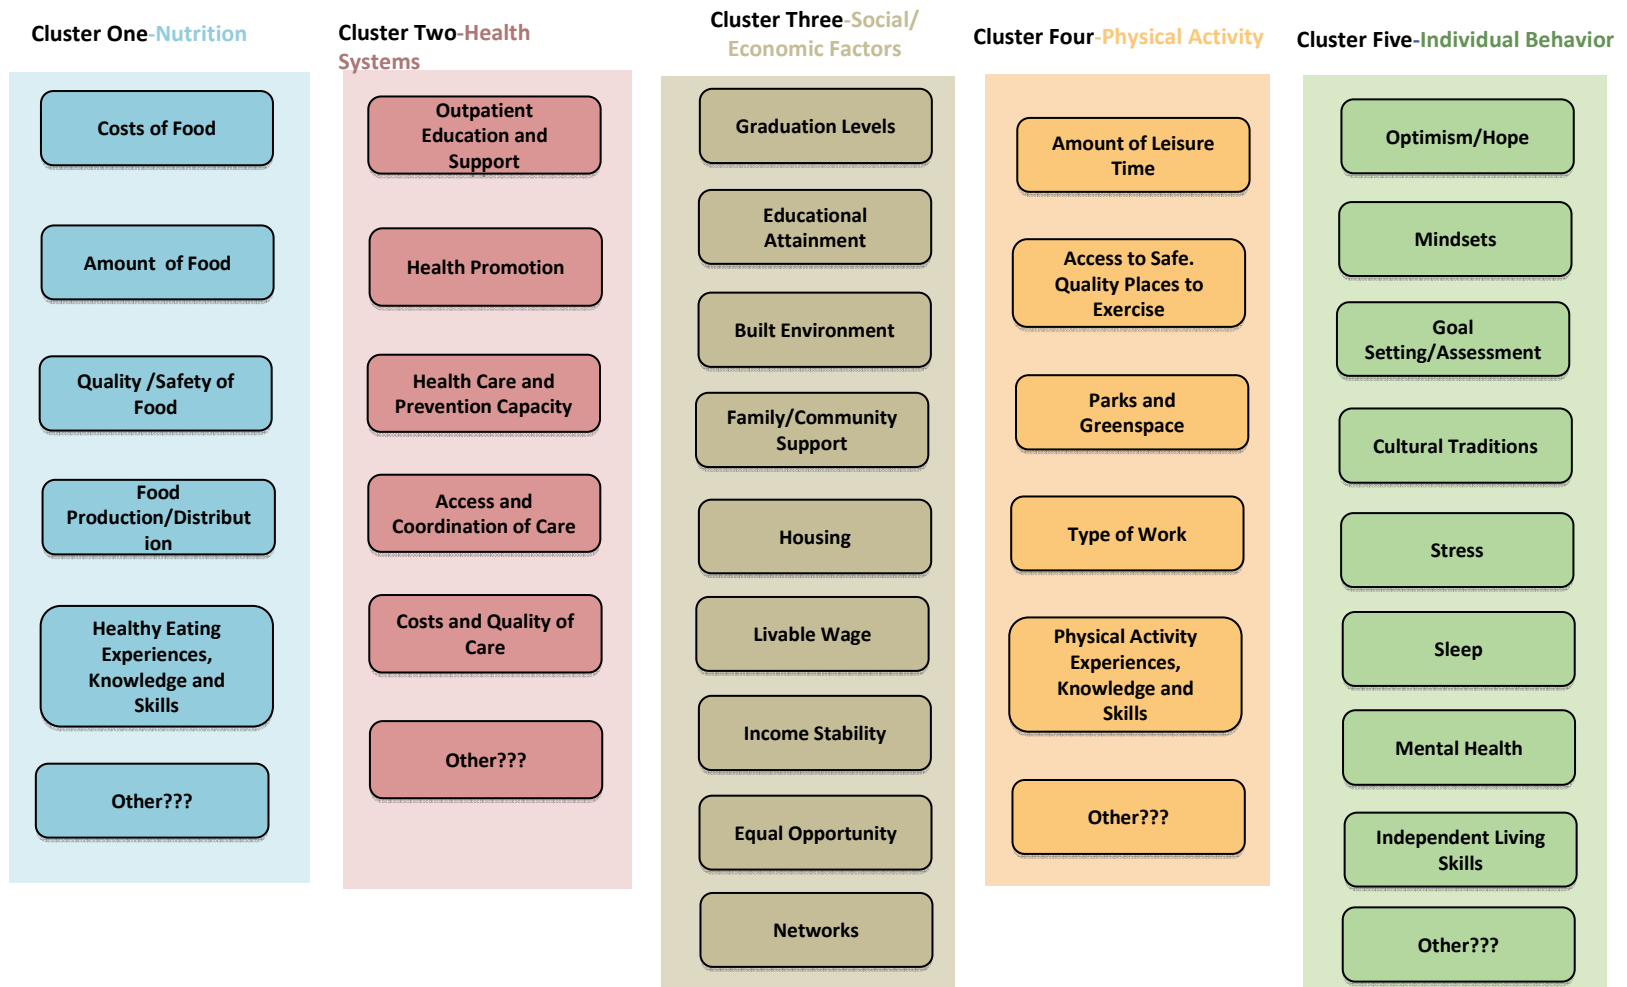 Cluster One-Nutrition
Costs of Food
Amount  of Food
Quality /Safety of
Food
Food
Production/Distribut
ion
Healthy Eating
Experiences,
Knowledge and
Skills
Other???
Cluster Two-Health
Systems
Outpatient
Education and
Support
Health Promotion
Health Care and
Prevention Capacity
Access and
Coordination of Care
Costs and Quality of
Care
Other???
Cluster Three-Social/
Economic Factors
Graduation Levels
Educational
Attainment
Built Environment
Family/Community
Support
Housing
Livable Wage
Income Stability
Equal Opportunity
Networks
Cluster Four-Physical Activity
Amount of Leisure
Time
Access to Safe.
Quality Places to
Exercise
Parks and
Greenspace
Type of Work
Physical Activity
Experiences,
Knowledge and
Skills
Other???
Cluster Five-Individual Behavior
Optimism/Hope
Mindsets
Goal
Setting/Assessment
Cultural Traditions
Stress
Sleep
Mental Health
Independent Living
Skills
Other???